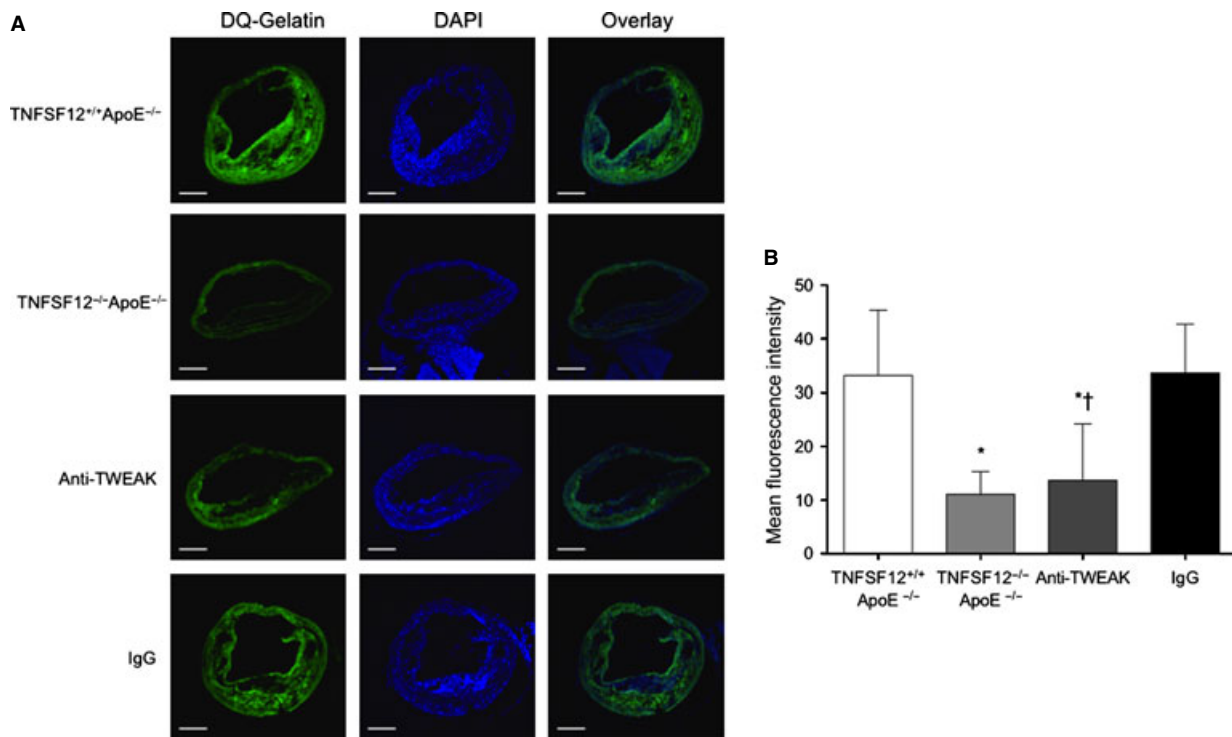 A
DQ-Gelatin DAPI Overlay
TNFSF12⁺/⁺ApoE⁻/⁻
TNFSF12⁻/⁻ApoE⁻/⁻
Anti-TWEAK
IgG
B
Mean fluorescence intensity
50
40
30
20
10
0
*
*†
TNFSF12⁺/⁺ TNFSF12⁻/⁻ Anti-TWEAK IgG
ApoE ⁻/⁻ ApoE ⁻/⁻